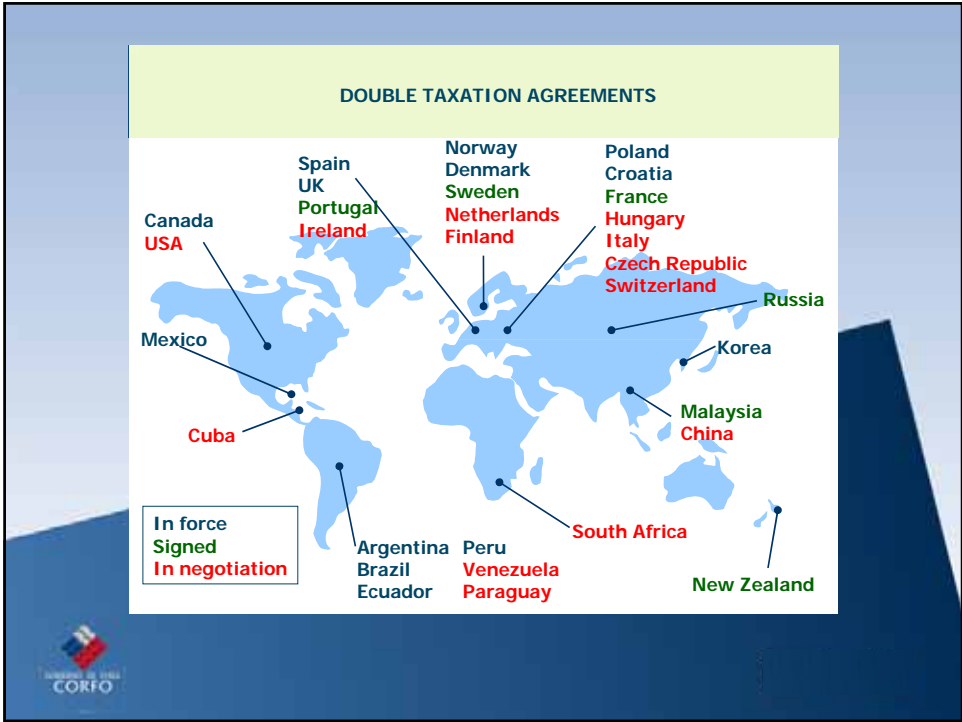 DOUBLE TAXATION AGREEMENTS
Spain
UK
Portugal
Ireland
Norway
Denmark
Sweden
Netherlands
Finland
Poland
Croatia
France
Hungary
Italy
Czech Republic
Switzerland
Canada
USA
Russia
Mexico
Korea
Malaysia
China
Cuba
South Africa
In force
Signed
In negotiation
Argentina Peru
Brazil Venezuela
Ecuador Paraguay
New Zealand
CORFO